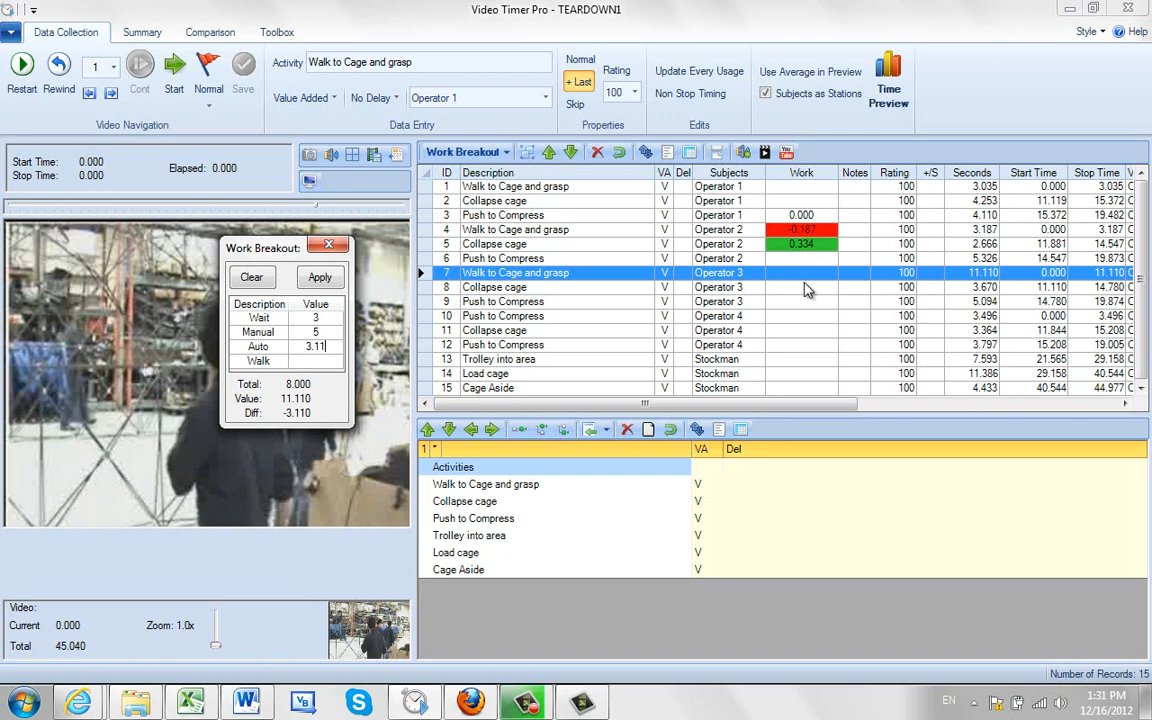 Video Timer Pro - TEARDOWN1
Data Collection Summary Comparison Toolbox Style Help
Restart Rewind 1 Cont Start Normal Save
Video Navigation
Activity Walk to Cage and grasp
Value Added No Delay Operator 1
Data Entry
Normal
+ Last
Skip
Rating
100
Properties
Update Every Usage
Non Stop Timing
Edits
Use Average in Preview
Subjects as Stations
Time
Preview
Start Time: 0.000 Elapsed: 0.000
Stop Time: 0.000
Work Breakout:
Clear Apply
Description Value
Wait 3
Manual 5
Auto 3.11
Walk
Total: 8.000
Value: 11.110
Diff: -3.110
Video:
Current 0.000 Zoom: 1.0x
Total 45.040
Work Breakout
ID Description VA Del Subjects Work Notes Rating +/S Seconds Start Time Stop Time V
1 Walk to Cage and grasp V Operator 1 100 3.035 0.000 3.035 C
2 Collapse cage V Operator 1 100 4.253 11.119 15.372 C
3 Push to Compress V Operator 1 0.000 100 4.110 15.372 19.482 C
4 Walk to Cage and grasp V Operator 2 -0.187 100 3.187 0.000 3.187 C
5 Collapse cage V Operator 2 0.334 100 2.666 11.881 14.547 C
6 Push to Compress V Operator 2 100 5.326 14.547 19.873 C
7 Walk to Cage and grasp V Operator 3 100 11.110 0.000 11.110 C
8 Collapse cage V Operator 3 100 3.670 11.110 14.780 C
9 Push to Compress V Operator 3 100 5.094 14.780 19.874 C
10 Push to Compress V Operator 4 100 3.496 0.000 3.496 C
11 Collapse cage V Operator 4 100 3.364 11.844 15.208 C
12 Push to Compress V Operator 4 100 3.797 15.208 19.005 C
13 Trolley into area V Stockman 100 7.593 21.565 29.158 C
14 Load cage V Stockman 100 11.386 29.158 40.544 C
15 Cage Aside V Stockman 100 4.433 40.544 44.977 C
1 * VA Del
Activities
Walk to Cage and grasp V
Collapse cage V
Push to Compress V
Trolley into area V
Load cage V
Cage Aside V
Number of Records: 15
EN 1:31 PM
12/16/2012